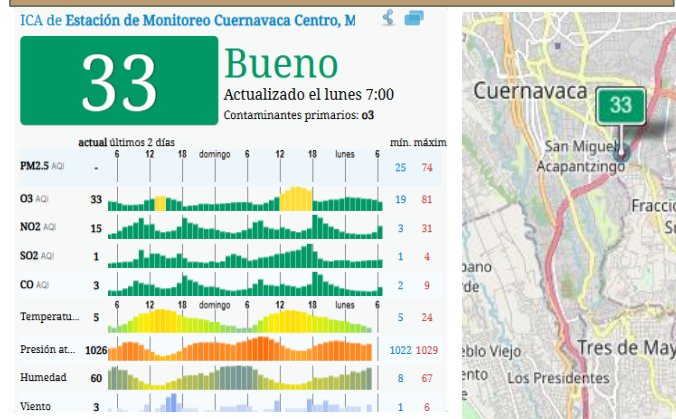 ICA de Estación de Monitoreo Cuernavaca Centro, M
33
Bueno
Actualizado el lunes 7:00
Contaminantes primarios: o3
actual últimos 2 días mín. máxim
6 12 18 domingo 6 12 18 lunes 6
PM2.5 AQI - 25 74
O3 AQI 33 19 81
NO2 AQI 15 3 31
SO2 AQI 1 1 4
CO AQI 3 2 9
6 12 18 domingo 6 12 18 lunes 6
Temperatu... 5 5 24
Presión at... 1026 1022 1029
Humedad 60 8 67
Viento 3 1 6
Cuernavaca
33
San Miguel
Acapantzingo
Fraccio
Su
pano
de
eblo Viejo
Tres de May
ento
Los Presidentes
e